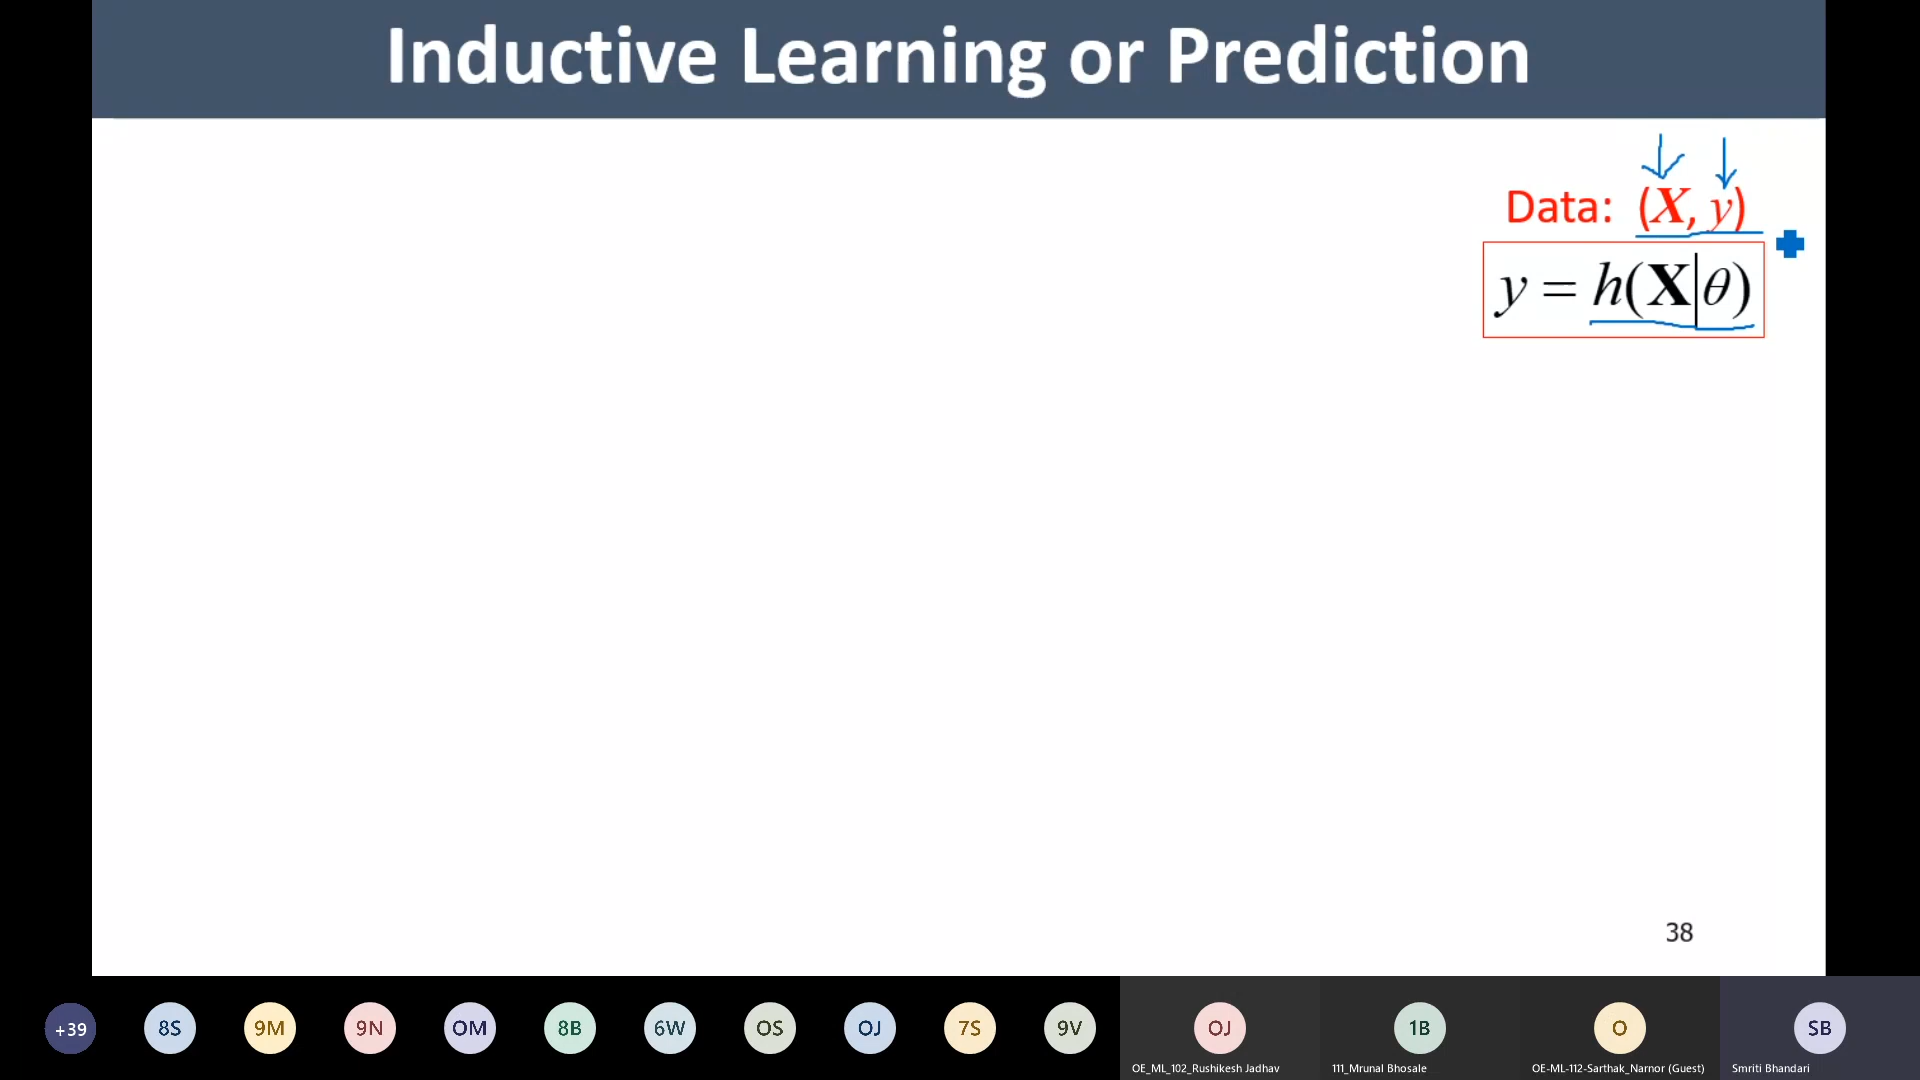 Inductive Learning or Prediction
Data: (X, y)
y = h(X|θ)
38
+39
8S
9M
9N
OM
8B
6W
OS
OJ
7S
9V
OJ
1B
O
SB
OE_ML_102_Rushikesh Jadhav
111_Mrunal Bhosale
OE-ML-112-Sarthak_Narnor (Guest)
Smriti Bhandari